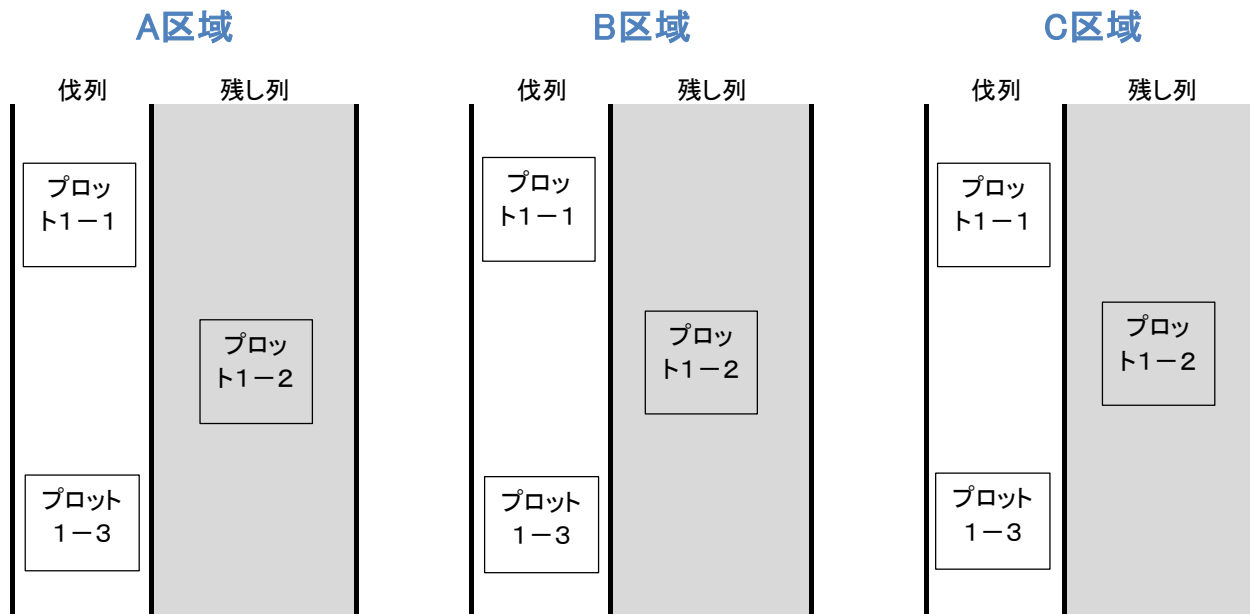 A区域
B区域
C区域
伐列
残し列
伐列
残し列
伐列
残し列
プロッ
ト1－1
プロッ
ト1－2
プロット
1－3
プロッ
ト1－1
プロッ
ト1－2
プロット
1－3
プロッ
ト1－1
プロッ
ト1－2
プロット
1－3